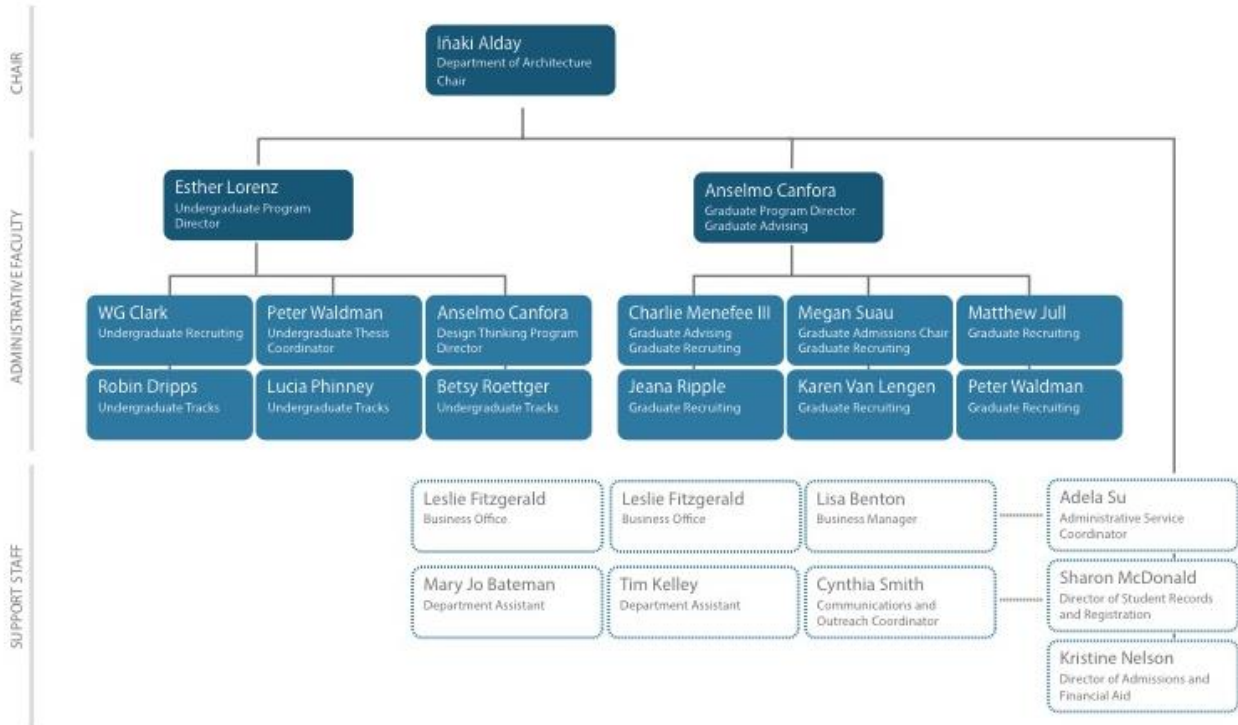 CHAIR
Iñaki Alday
Department of Architecture
Chair
ADMINISTRATIVE FACULTY
Esther Lorenz
Undergraduate Program
Director
Anselmo Canfora
Graduate Program Director
Graduate Advising
WG Clark
Undergraduate Recruiting
Peter Waldman
Undergraduate Thesis
Coordinator
Anselmo Canfora
Design Thinking Program
Director
Charlie Menefee III
Graduate Advising
Graduate Recruiting
Megan Suau
Graduate Admissions Chair
Graduate Recruiting
Matthew Jull
Graduate Recruiting
Robin Dripps
Undergraduate Tracks
Lucia Phinney
Undergraduate Tracks
Betsy Roettger
Undergraduate Tracks
Jeana Ripple
Graduate Recruiting
Karen Van Lengen
Graduate Recruiting
Peter Waldman
Graduate Recruiting
SUPPORT STAFF
Leslie Fitzgerald
Business Office
Leslie Fitzgerald
Business Office
Lisa Benton
Business Manager
Adela Su
Administrative Service
Coordinator
Mary Jo Bateman
Department Assistant
Tim Kelley
Department Assistant
Cynthia Smith
Communications and
Outreach Coordinator
Sharon McDonald
Director of Student Records
and Registration
Kristine Nelson
Director of Admissions and
Financial Aid